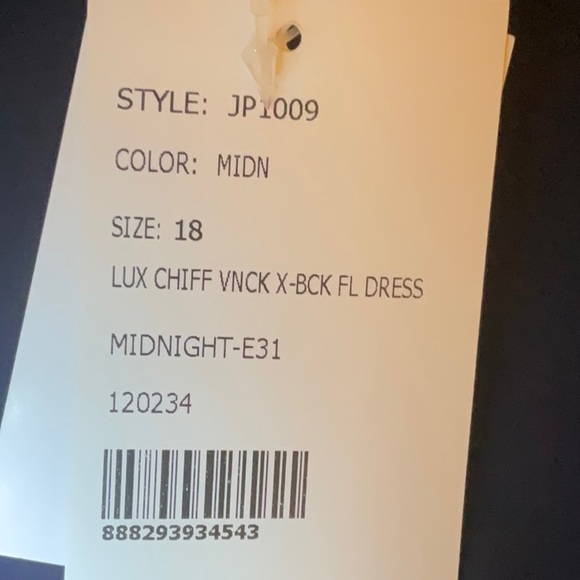 STYLE: JP1009
COLOR: MIDN
SIZE: 18
LUX CHIFF VNCK X-BCK FL DRESS
MIDNIGHT-E31
120234
888293934543